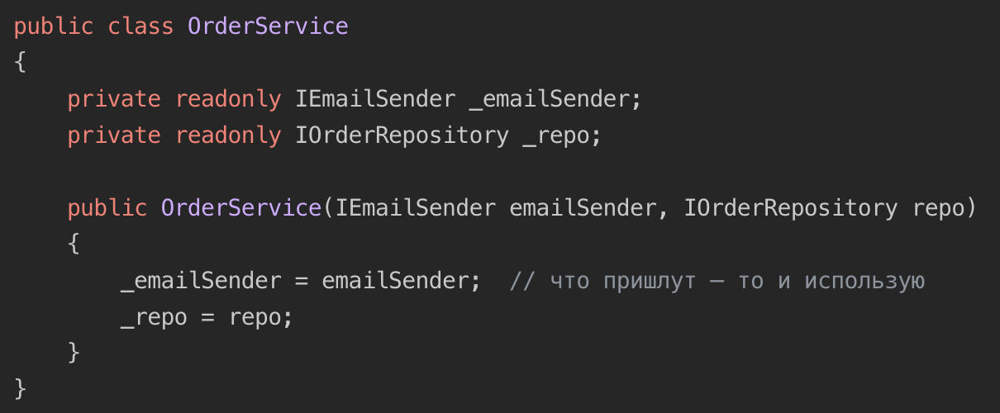 public class OrderService
{
    private readonly IEmailSender _emailSender;
    private readonly IOrderRepository _repo;

    public OrderService(IEmailSender emailSender, IOrderRepository repo)
    {
        _emailSender = emailSender;  // что пришлут — то и использую
        _repo = repo;
    }
}